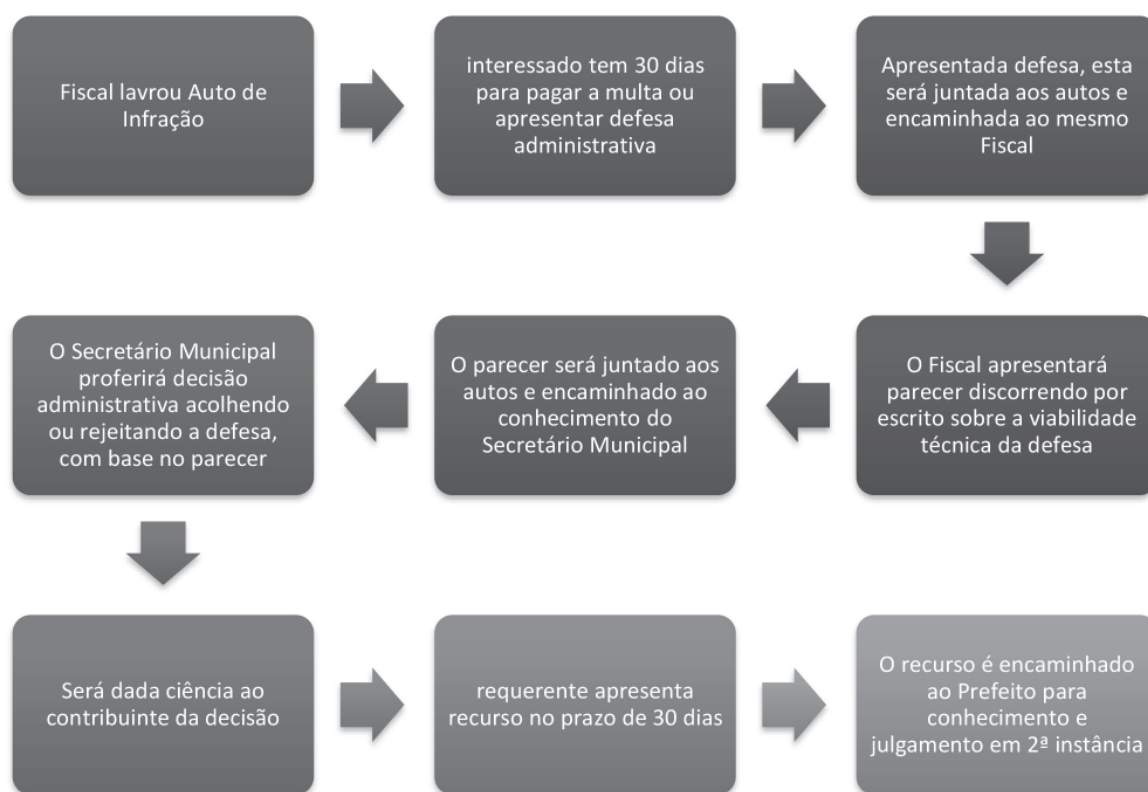 Fiscal lavrou Auto de
Infração
interessado tem 30 dias
para pagar a multa ou
apresentar defesa
administrativa
Apresentada defesa, esta
será juntada aos autos e
encaminhada ao mesmo
Fiscal
O Fiscal apresentará
parecer discorrendo por
escrito sobre a viabilidade
técnica da defesa
O parecer será juntado aos
autos e encaminhado ao
conhecimento do
Secretário Municipal
O Secretário Municipal
proferirá decisão
administrativa acolhendo
ou rejeitando a defesa,
com base no parecer
Será dada ciência ao
contribuinte da decisão
requerente apresenta
recurso no prazo de 30 dias
O recurso é encaminhado
ao Prefeito para
conhecimento e
julgamento em 2ª instância